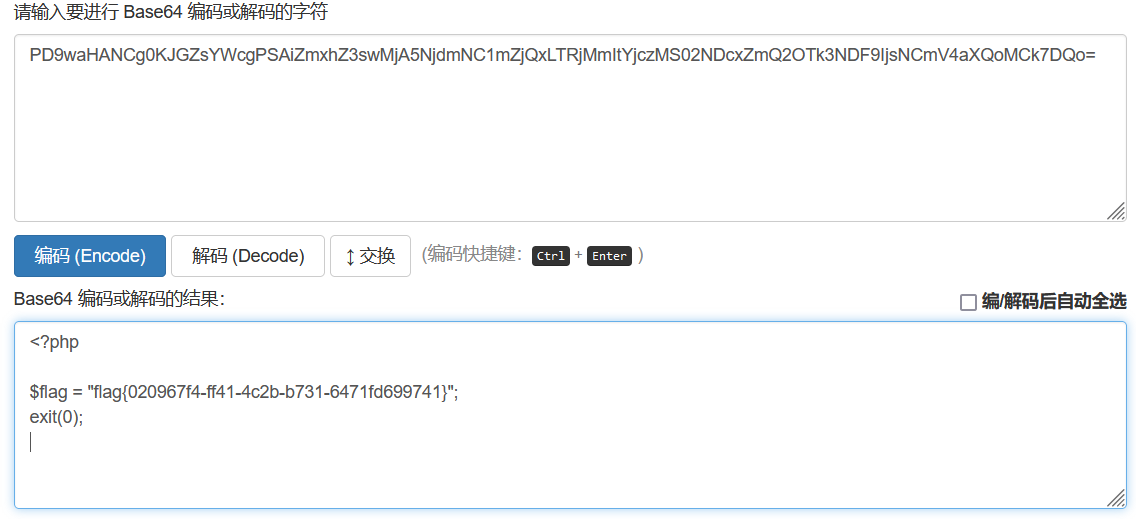 请输入要进行 Base64 编码或解码的字符
PD9waHANCg0KJGZsYWcgPSAiZmxhZ3swMjA5NjdmNC1mZjQxLTRjMmItYjczMS02NDcxZmQ2OTk3NDF9IjsNCmV4aXQoMCk7DQo=
编码 (Encode) 解码 (Decode) ↕ 交换 (编码快捷键： Ctrl + Enter )
Base64 编码或解码的结果： 编/解码后自动全选
<?php
$flag = "flag{020967f4-ff41-4c2b-b731-6471fd699741}";
exit(0);